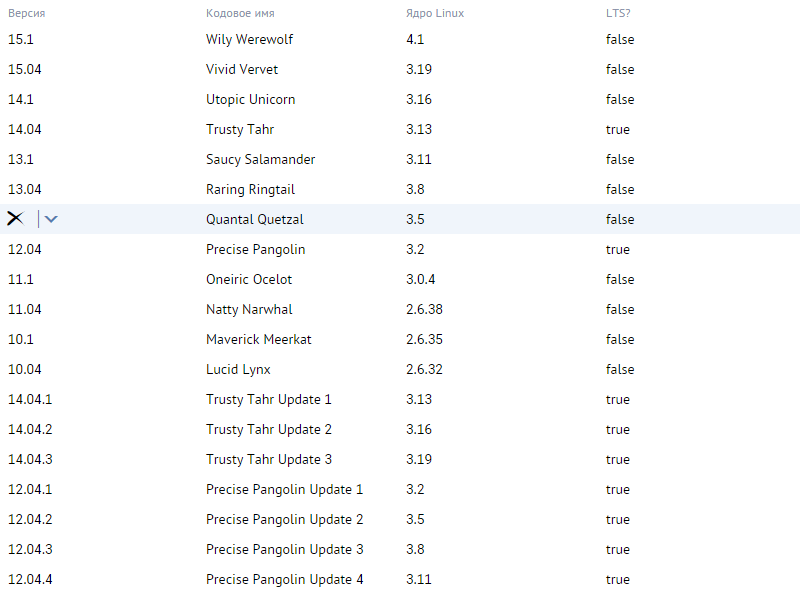 Версия Кодовое имя Ядро Linux LTS?
15.1 Wily Werewolf 4.1 false
15.04 Vivid Vervet 3.19 false
14.1 Utopic Unicorn 3.16 false
14.04 Trusty Tahr 3.13 true
13.1 Saucy Salamander 3.11 false
13.04 Raring Ringtail 3.8 false
Quantal Quetzal 3.5 false
12.04 Precise Pangolin 3.2 true
11.1 Oneiric Ocelot 3.0.4 false
11.04 Natty Narwhal 2.6.38 false
10.1 Maverick Meerkat 2.6.35 false
10.04 Lucid Lynx 2.6.32 false
14.04.1 Trusty Tahr Update 1 3.13 true
14.04.2 Trusty Tahr Update 2 3.16 true
14.04.3 Trusty Tahr Update 3 3.19 true
12.04.1 Precise Pangolin Update 1 3.2 true
12.04.2 Precise Pangolin Update 2 3.5 true
12.04.3 Precise Pangolin Update 3 3.8 true
12.04.4 Precise Pangolin Update 4 3.11 true